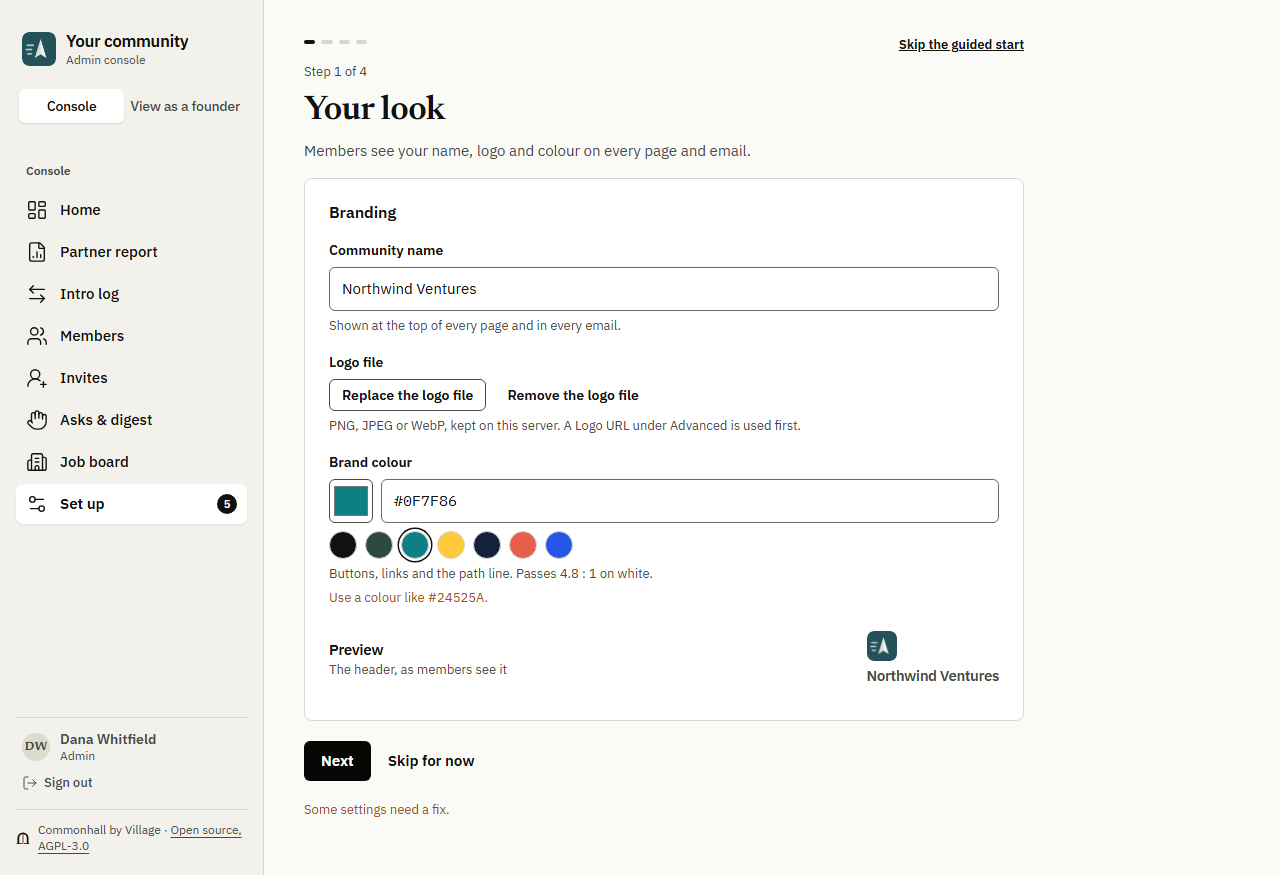 Your community
Admin console
Console
View as a founder
Console
Home
Partner report
Intro log
Members
Invites
Asks & digest
Job board
Set up
5
DW
Dana Whitfield
Admin
Sign out
Commonhall by Village · Open source,
AGPL-3.0
Skip the guided start
Step 1 of 4
Your look
Members see your name, logo and colour on every page and email.
Branding
Community name
Northwind Ventures
Shown at the top of every page and in every email.
Logo file
Replace the logo file
Remove the logo file
PNG, JPEG or WebP, kept on this server. A Logo URL under Advanced is used first.
Brand colour
#0F7F86
Buttons, links and the path line. Passes 4.8 : 1 on white.
Use a colour like #24525A.
Preview
The header, as members see it
Northwind Ventures
Next
Skip for now
Some settings need a fix.